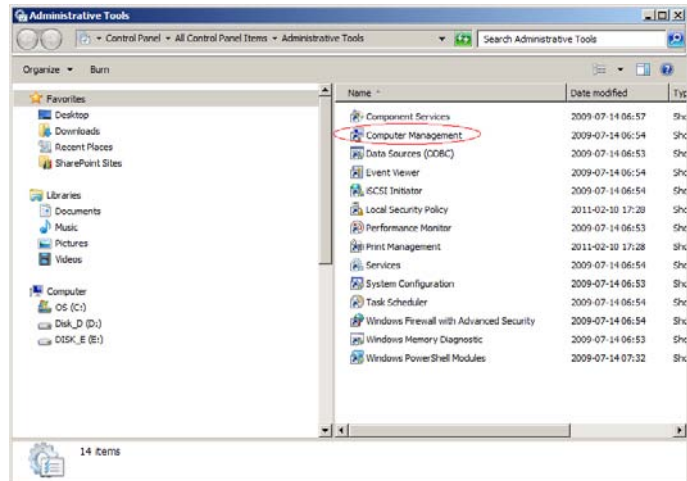 Administrative Tools
Control Panel All Control Panel Items Administrative Tools
Search Administrative Tools
Organize Burn
Favorites
Desktop
Downloads
Recent Places
SharePoint Sites
Libraries
Documents
Music
Pictures
Videos
Computer
OS (C:)
Disk_D (D:)
DISK_E (E:)
Name Date modified Typ
Component Services 2009-07-14 06:57 Sho
Computer Management 2009-07-14 06:54 Sho
Data Sources (ODBC) 2009-07-14 06:53 Sho
Event Viewer 2009-07-14 06:54 Sho
iSCSI Initiator 2009-07-14 06:54 Sho
Local Security Policy 2011-02-10 17:28 Sho
Performance Monitor 2009-07-14 06:53 Sho
Print Management 2011-02-10 17:28 Sho
Services 2009-07-14 06:54 Sho
System Configuration 2009-07-14 06:53 Sho
Task Scheduler 2009-07-14 06:54 Sho
Windows Firewall with Advanced Security 2009-07-14 06:54 Sho
Windows Memory Diagnostic 2009-07-14 06:53 Sho
Windows PowerShell Modules 2009-07-14 07:32 Sho
14 items